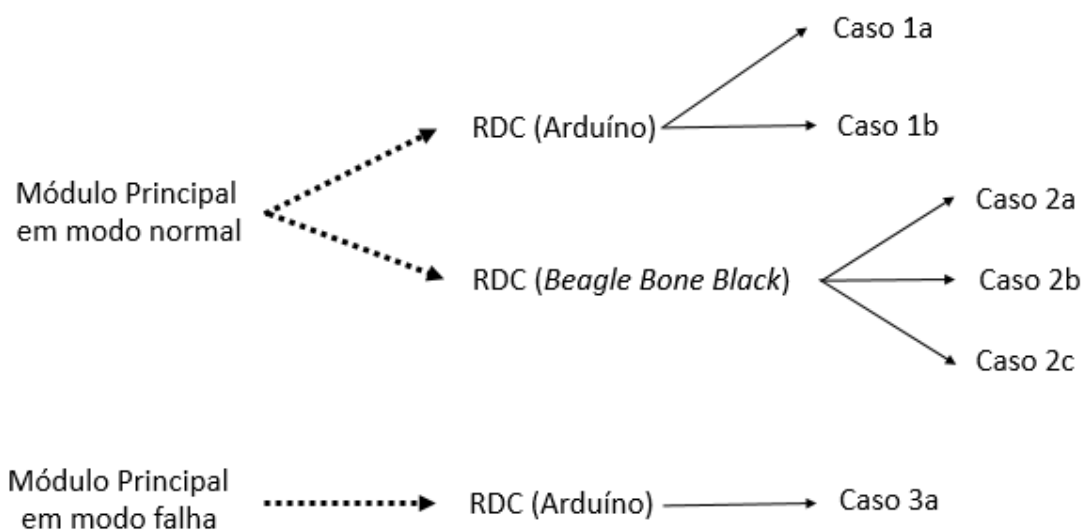 Caso 1a
RDC (Arduíno)
Caso 1b
Módulo Principal
em modo normal
Caso 2a
RDC (Beagle Bone Black)
Caso 2b
Caso 2c
Módulo Principal
em modo falha
RDC (Arduíno)
Caso 3a